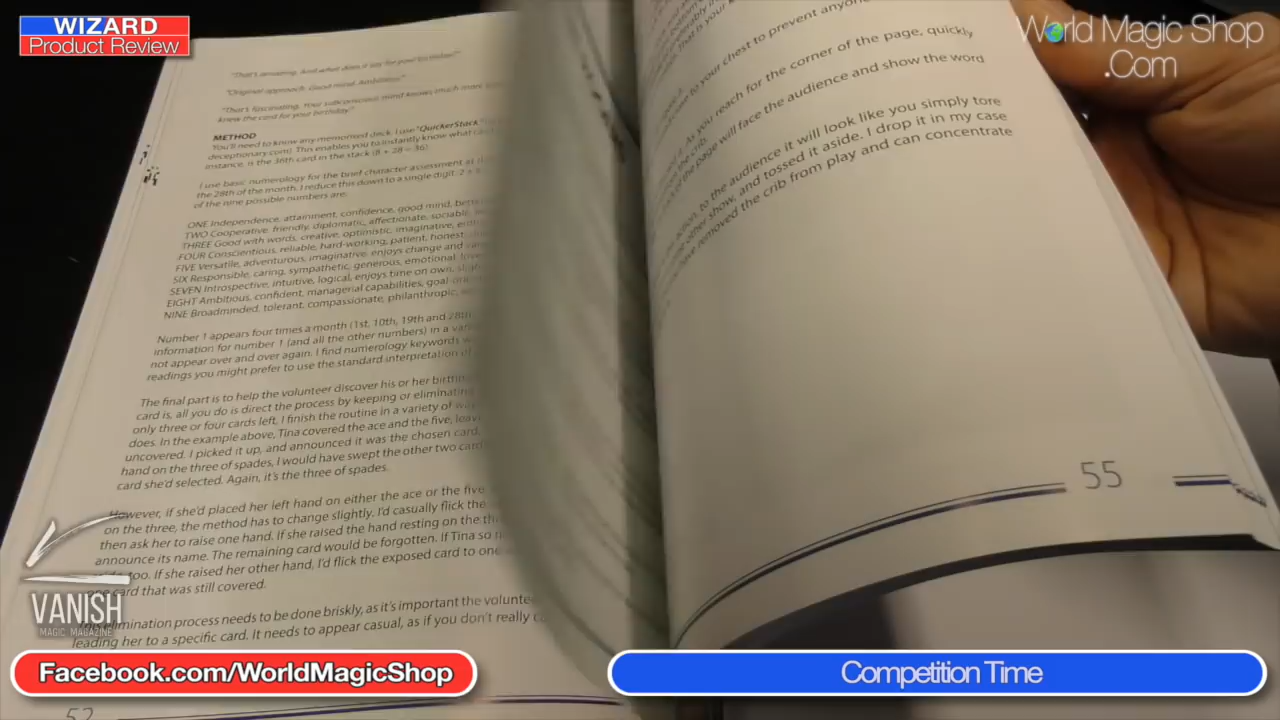 WIZARD
Product Review
World Magic Shop
.Com
"That's amazing. And what does it say for your birthday?"
"Original approach. Good mind. Ambitious."
"That's fascinating. Your subconscious mind knows much more
knew the card for your birthday."
METHOD
You'll need to know any memorised deck. I use "QuickerStack"
deceptionary.com). This enables you to instantly know what
instance, is the 36th card in the stack (8 + 28 = 36).
I use basic numerology for the brief character assessment as
the 28th of the month. I reduce this down to a single digit: 2 +
of the nine possible numbers are:
ONE Independence, attainment, confidence, good mind,
TWO Cooperative, friendly, diplomatic, affectionate, sociable,
THREE Good with words, creative, optimistic, imaginative,
FOUR Conscientious, reliable, hard-working, patient, honest,
FIVE Versatile, adventurous, imaginative, enjoys change and
SIX Responsible, caring, sympathetic, generous, emotional,
SEVEN Introspective, intuitive, logical, enjoys time on own,
EIGHT Ambitious, confident, managerial capabilities,
NINE Broadminded, tolerant, compassionate, philanthropic,
Number 1 appears four times a month (1st, 10th, 19th and 28th
information for number 1 (and all the other numbers) in a
not appear over and over again. I find numerology keywords
readings you might prefer to use the standard interpretation of
The final part is to help the volunteer discover his or her
card is, all you do is direct the process by keeping or
only three or four cards left. I finish the routine in a variety of
does. In the example above, Tina covered the ace and the five,
uncovered. I picked it up, and announced it was the chosen card.
hand on the three of spades, I would have swept the other two
card she'd selected. Again, it's the three of spades.
However, if she'd placed her left hand on either the ace or the five
on the three, the method has to change slightly. I'd casually flick the
then ask her to raise one hand. If she raised the hand resting on the
announce its name. The remaining card would be forgotten. If Tina
too. If she raised her other hand, I'd flick the exposed card to one
card that was still covered.
elimination process needs to be done briskly, as it's important the
leading her to a specific card. It needs to appear casual, as if you don't really
52
close to your chest to prevent
As you reach for the corner of the page, quickly
from the crib.
of the page will face the audience and show the word
action, to the audience it will look like you simply tore
other show, and tossed it aside. I drop it in my case
have removed the crib from play and can concentrate
55
VANISH
MAGIC MAGAZINE
Facebook.com/WorldMagicShop
Competition Time